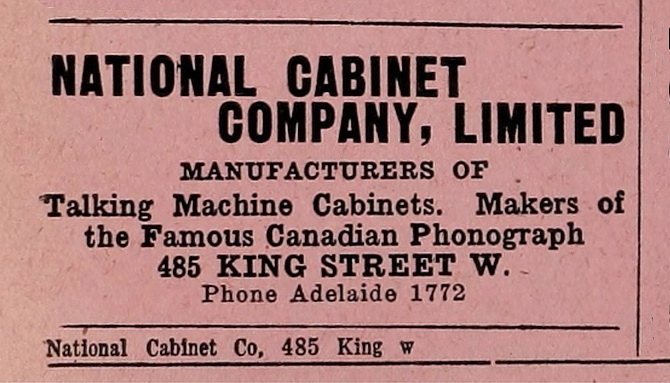 NATIONAL CABINET
COMPANY, LIMITED
MANUFACTURERS OF
Talking Machine Cabinets. Makers of
the Famous Canadian Phonograph
485 KING STREET W.
Phone Adelaide 1772
National Cabinet Co, 485 King w